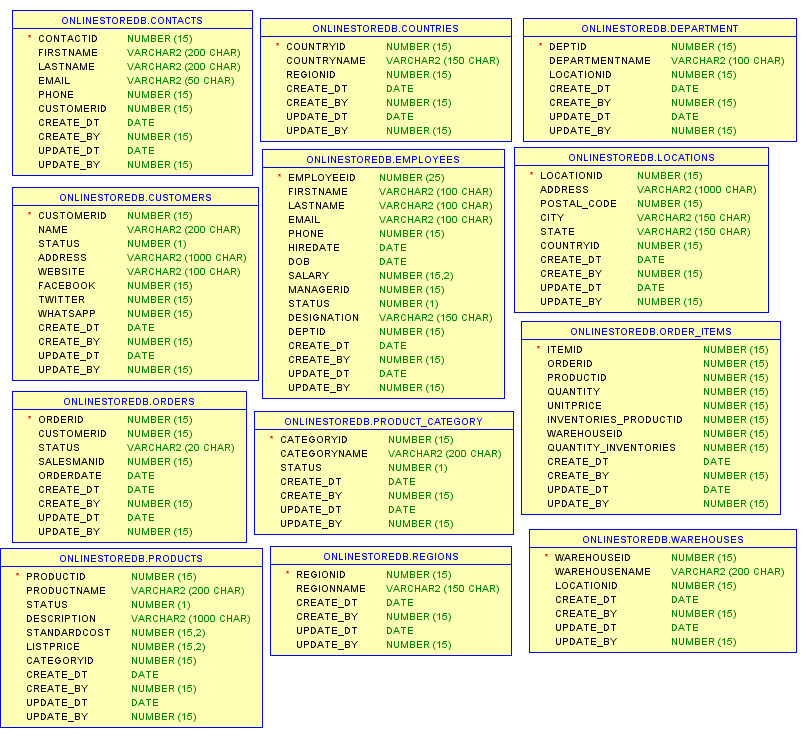 ONLINESTOREDB.CONTACTS
* CONTACTID NUMBER (15)
FIRSTNAME VARCHAR2 (200 CHAR)
LASTNAME VARCHAR2 (200 CHAR)
EMAIL VARCHAR2 (50 CHAR)
PHONE NUMBER (15)
CUSTOMERID NUMBER (15)
CREATE_DT DATE
CREATE_BY NUMBER (15)
UPDATE_DT DATE
UPDATE_BY NUMBER (15)
ONLINESTOREDB.COUNTRIES
* COUNTRYID NUMBER (15)
COUNTRYNAME VARCHAR2 (150 CHAR)
REGIONID NUMBER (15)
CREATE_DT DATE
CREATE_BY NUMBER (15)
UPDATE_DT DATE
UPDATE_BY NUMBER (15)
ONLINESTOREDB.DEPARTMENT
* DEPTID NUMBER (15)
DEPARTMENTNAME VARCHAR2 (100 CHAR)
LOCATIONID NUMBER (15)
CREATE_DT DATE
CREATE_BY NUMBER (15)
UPDATE_DT DATE
UPDATE_BY NUMBER (15)
ONLINESTOREDB.CUSTOMERS
* CUSTOMERID NUMBER (15)
NAME VARCHAR2 (200 CHAR)
STATUS NUMBER (1)
ADDRESS VARCHAR2 (1000 CHAR)
WEBSITE VARCHAR2 (100 CHAR)
FACEBOOK NUMBER (15)
TWITTER NUMBER (15)
WHATSAPP NUMBER (15)
CREATE_DT DATE
CREATE_BY NUMBER (15)
UPDATE_DT DATE
UPDATE_BY NUMBER (15)
ONLINESTOREDB.EMPLOYEES
* EMPLOYEEID NUMBER (25)
FIRSTNAME VARCHAR2 (100 CHAR)
LASTNAME VARCHAR2 (100 CHAR)
EMAIL VARCHAR2 (100 CHAR)
PHONE NUMBER (15)
HIREDATE DATE
DOB DATE
SALARY NUMBER (15,2)
MANAGERID NUMBER (15)
STATUS NUMBER (1)
DESIGNATION VARCHAR2 (150 CHAR)
DEPTID NUMBER (15)
CREATE_DT DATE
CREATE_BY NUMBER (15)
UPDATE_DT DATE
UPDATE_BY NUMBER (15)
ONLINESTOREDB.LOCATIONS
* LOCATIONID NUMBER (15)
ADDRESS VARCHAR2 (1000 CHAR)
POSTAL_CODE NUMBER (15)
CITY VARCHAR2 (150 CHAR)
STATE VARCHAR2 (150 CHAR)
COUNTRYID NUMBER (15)
CREATE_DT DATE
CREATE_BY NUMBER (15)
UPDATE_DT DATE
UPDATE_BY NUMBER (15)
ONLINESTOREDB.ORDERS
* ORDERID NUMBER (15)
CUSTOMERID NUMBER (15)
STATUS VARCHAR2 (20 CHAR)
SALESMANID NUMBER (15)
ORDERDATE DATE
CREATE_DT DATE
CREATE_BY NUMBER (15)
UPDATE_DT DATE
UPDATE_BY NUMBER (15)
ONLINESTOREDB.PRODUCT_CATEGORY
* CATEGORYID NUMBER (15)
CATEGORYNAME VARCHAR2 (200 CHAR)
STATUS NUMBER (1)
CREATE_DT DATE
CREATE_BY NUMBER (15)
UPDATE_DT DATE
UPDATE_BY NUMBER (15)
ONLINESTOREDB.ORDER_ITEMS
* ITEMID NUMBER (15)
ORDERID NUMBER (15)
PRODUCTID NUMBER (15)
QUANTITY NUMBER (15)
UNITPRICE NUMBER (15)
INVENTORIES_PRODUCTID NUMBER (15)
WAREHOUSEID NUMBER (15)
QUANTITY_INVENTORIES NUMBER (15)
CREATE_DT DATE
CREATE_BY NUMBER (15)
UPDATE_DT DATE
UPDATE_BY NUMBER (15)
ONLINESTOREDB.PRODUCTS
* PRODUCTID NUMBER (15)
PRODUCTNAME VARCHAR2 (200 CHAR)
STATUS NUMBER (1)
DESCRIPTION VARCHAR2 (1000 CHAR)
STANDARDCOST NUMBER (15,2)
LISTPRICE NUMBER (15,2)
CATEGORYID NUMBER (15)
CREATE_DT DATE
CREATE_BY NUMBER (15)
UPDATE_DT DATE
UPDATE_BY NUMBER (15)
ONLINESTOREDB.REGIONS
* REGIONID NUMBER (15)
REGIONNAME VARCHAR2 (150 CHAR)
CREATE_DT DATE
CREATE_BY NUMBER (15)
UPDATE_DT DATE
UPDATE_BY NUMBER (15)
ONLINESTOREDB.WAREHOUSES
* WAREHOUSEID NUMBER (15)
WAREHOUSENAME VARCHAR2 (200 CHAR)
LOCATIONID NUMBER (15)
CREATE_DT DATE
CREATE_BY NUMBER (15)
UPDATE_DT DATE
UPDATE_BY NUMBER (15)